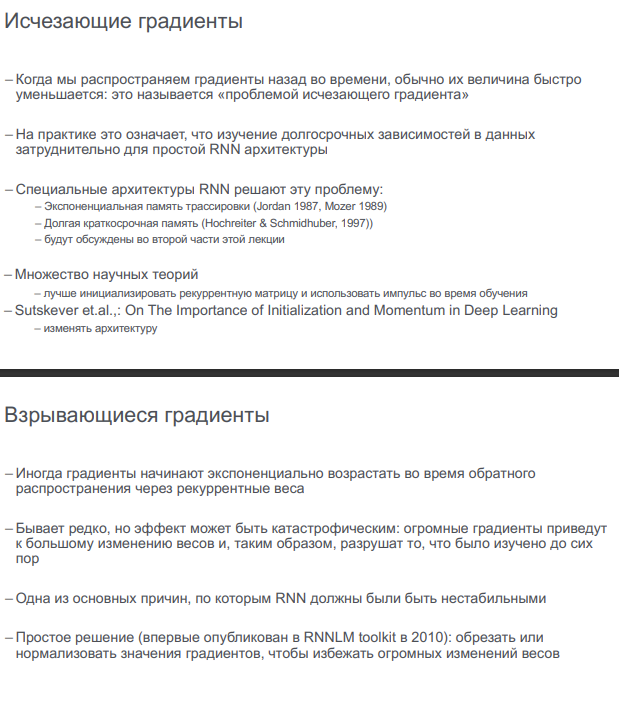 Исчезающие градиенты
– Когда мы распространяем градиенты назад во времени, обычно их величина быстро
уменьшается: это называется «проблемой исчезающего градиента»
– На практике это означает, что изучение долгосрочных зависимостей в данных
затруднительно для простой RNN архитектуры
– Специальные архитектуры RNN решают эту проблему:
– Экспоненциальная память трассировки (Jordan 1987, Mozer 1989)
– Долгая краткосрочная память (Hochreiter & Schmidhuber, 1997))
– будут обсуждены во второй части этой лекции
– Множество научных теорий
– лучше инициализировать рекуррентную матрицу и использовать импульс во время обучения
– Sutskever et.al.,: On The Importance of Initialization and Momentum in Deep Learning
– изменять архитектуру
Взрывающиеся градиенты
– Иногда градиенты начинают экспоненциально возрастать во время обратного
распространения через рекуррентные веса
– Бывает редко, но эффект может быть катастрофическим: огромные градиенты приведут
к большому изменению весов и, таким образом, разрушат то, что было изучено до сих
пор
– Одна из основных причин, по которым RNN должны были быть нестабильными
– Простое решение (впервые опубликован в RNNLM toolkit в 2010): обрезать или
нормализовать значения градиентов, чтобы избежать огромных изменений весов